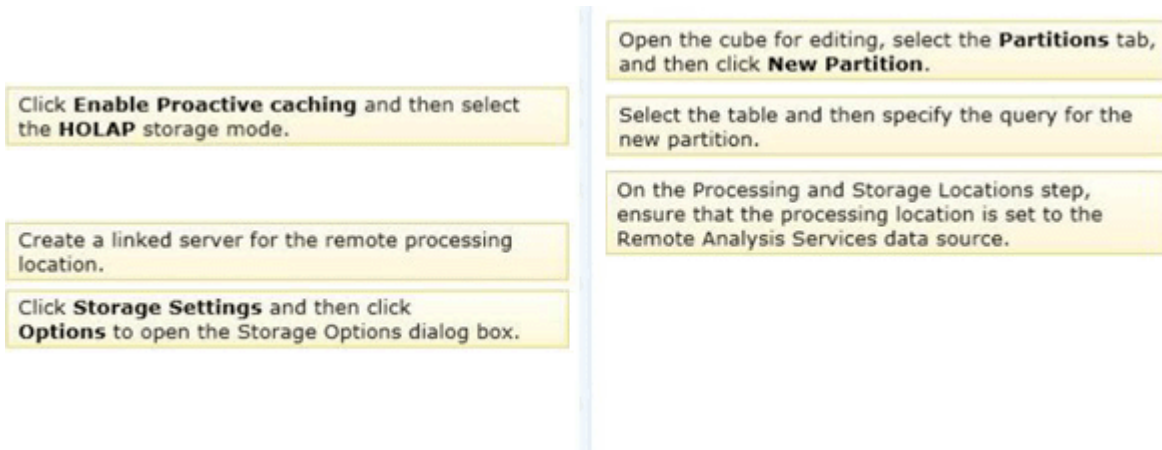 Click Enable Proactive caching and then select
the HOLAP storage mode.
Create a linked server for the remote processing
location.
Click Storage Settings and then click
Options to open the Storage Options dialog box.
Open the cube for editing, select the Partitions tab,
and then click New Partition.
Select the table and then specify the query for the
new partition.
On the Processing and Storage Locations step,
ensure that the processing location is set to the
Remote Analysis Services data source.